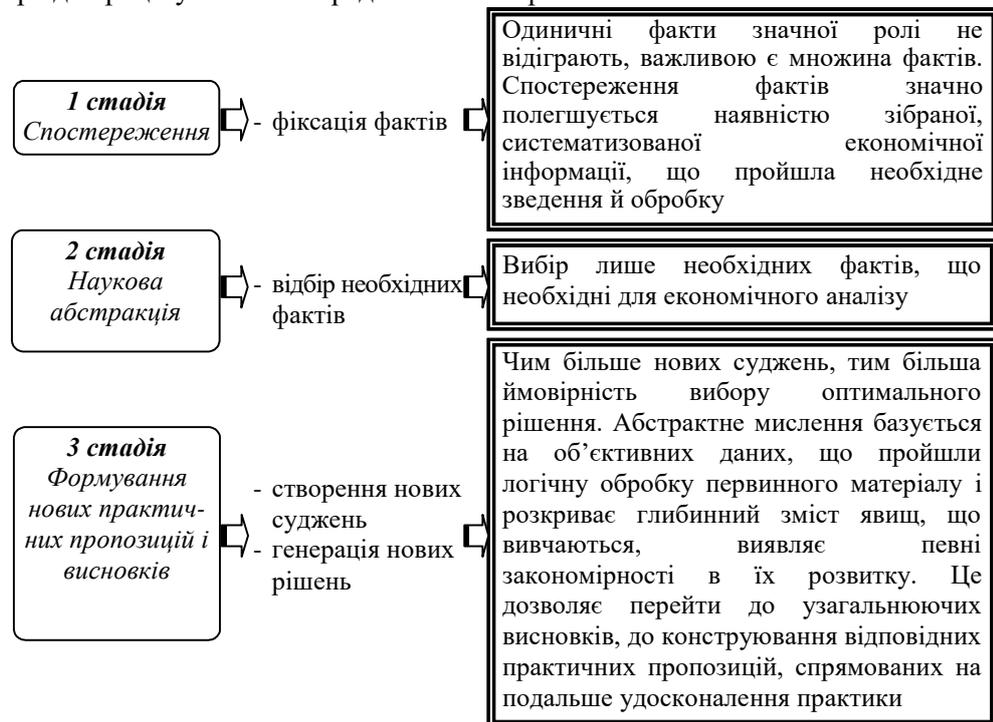 1 стадія
Спостереження
- фіксація фактів
Одиничні факти значної ролі не
відіграють, важливою є множина фактів.
Спостереження фактів значно
полегшується наявністю зібраної,
систематизованої економічної
інформації, що пройшла необхідне
зведення й обробку
2 стадія
Наукова
абстракція
- відбір необхідних
фактів
Вибір лише необхідних фактів, що
необхідні для економічного аналізу
3 стадія
Формування
нових практич-
них пропозицій і
висновків
- створення нових
суджень
- генерація нових
рішень
Чим більше нових суджень, тим більша
ймовірність вибору оптимального
рішення. Абстрактне мислення базується
на об’єктивних даних, що пройшли
логічну обробку первинного матеріалу і
розкриває глибинний зміст явищ, що
вивчаються, виявляє певні
закономірності в їх розвитку. Це
дозволяє перейти до узагальнюючих
висновків, до конструювання відповідних
практичних пропозицій, спрямованих на
подальше удосконалення практики